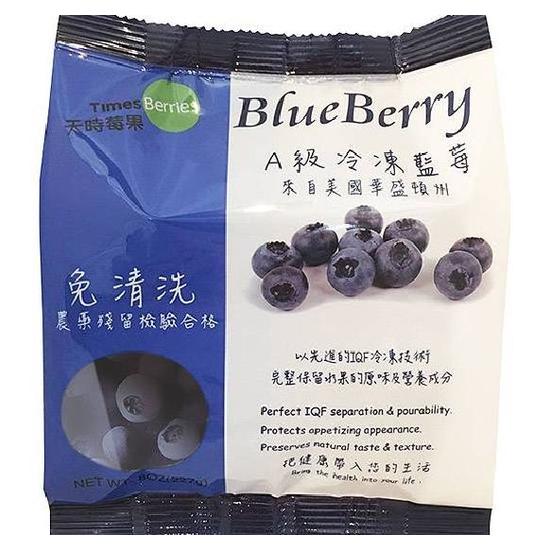 Times Berries
天時莓果
BlueBerry
A級冷凍藍莓
來自美國華盛頓州
免清洗
農藥殘留檢驗合格
以先進的IQF冷凍技術
完整保留水果的原味及營養成分
Perfect IQF separation & pourability.
Protects appetizing appearance.
Preserves natural taste & texture.
把健康帶入您的生活
Bring the health into your life .
NET WT. 8OZ(227g)